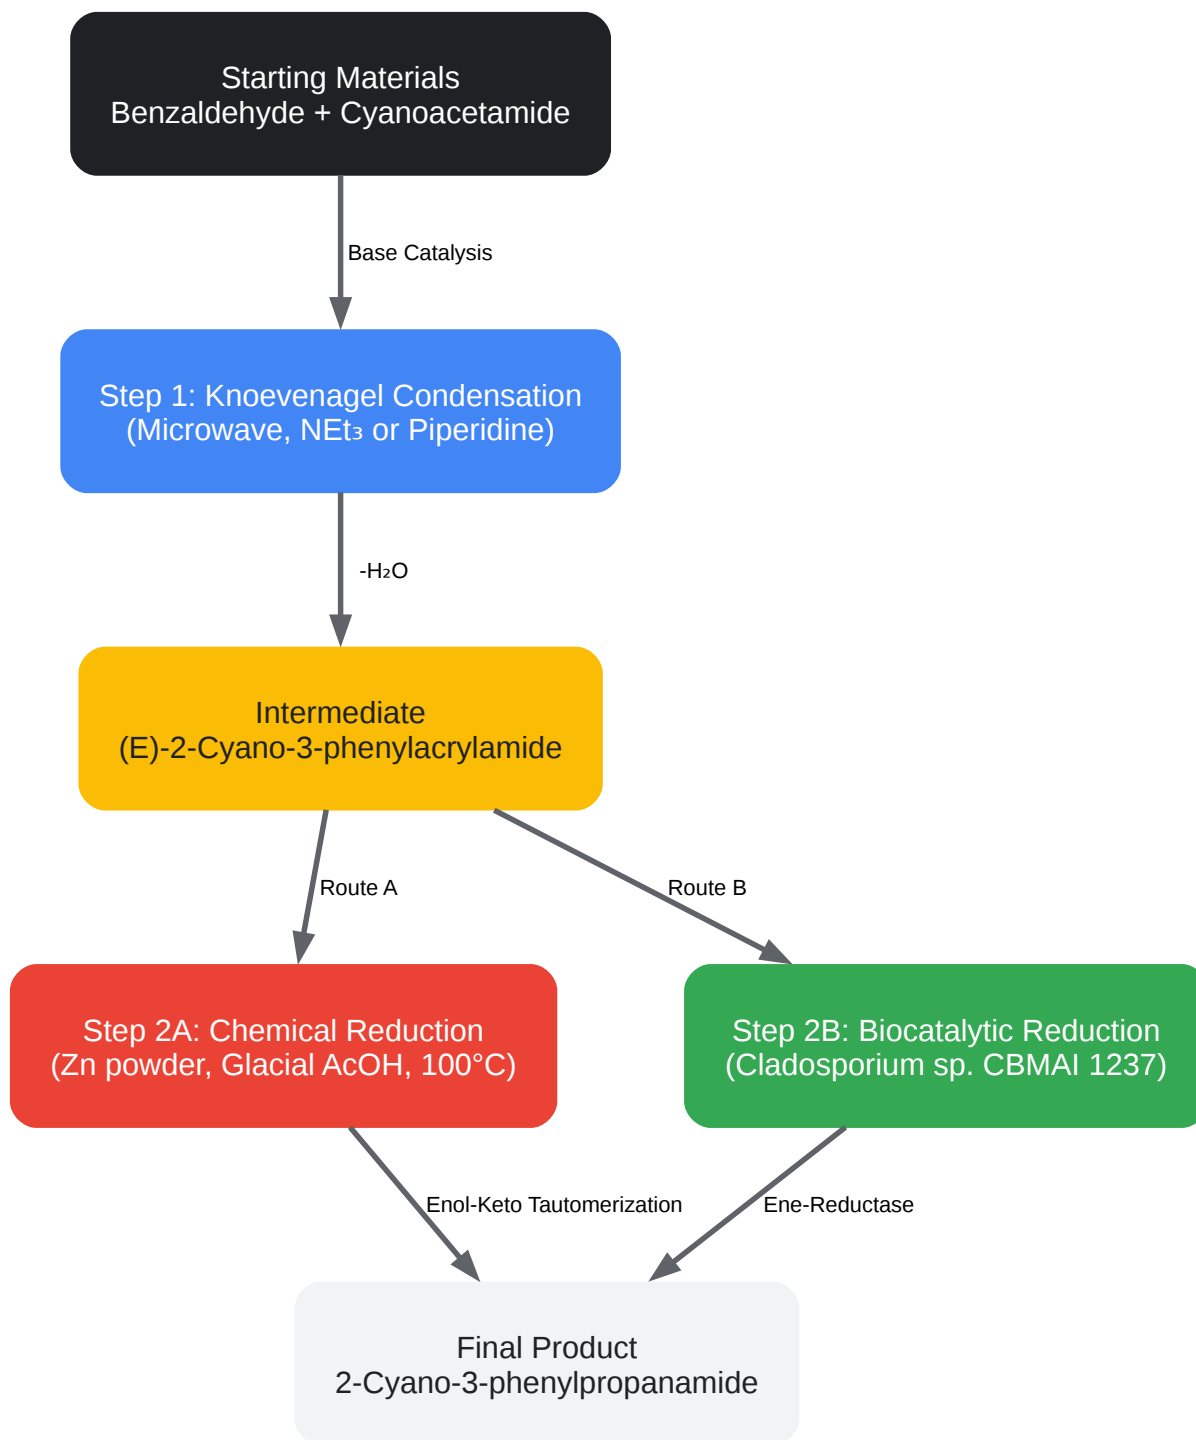 Starting Materials
Benzaldehyde + Cyanoacetamide
Base Catalysis
Step 1: Knoevenagel Condensation
(Microwave, NEt₃ or Piperidine)
-H₂O
Intermediate
(E)-2-Cyano-3-phenylacrylamide
Route A
Route B
Step 2A: Chemical Reduction
(Zn powder, Glacial AcOH, 100°C)
Step 2B: Biocatalytic Reduction
(Cladosporium sp. CBMAI 1237)
Enol-Keto Tautomerization
Ene-Reductase
Final Product
2-Cyano-3-phenylpropanamide